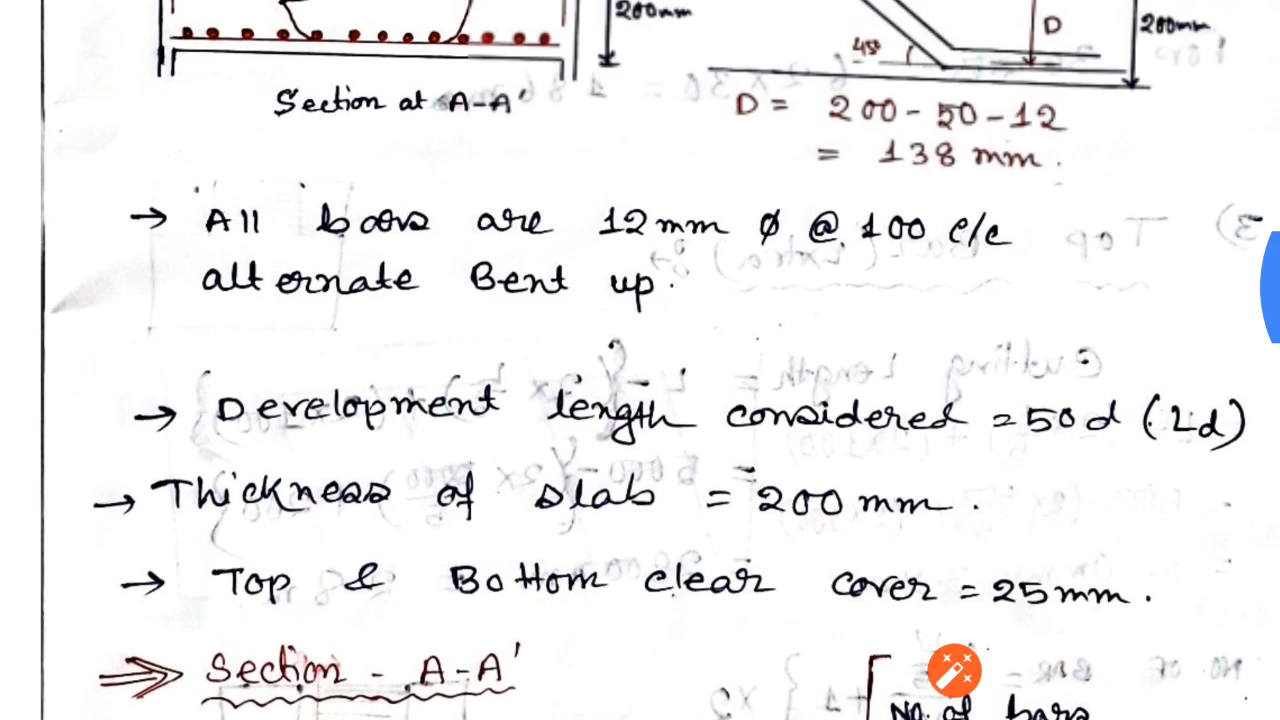 200mm
D
200mm
45°
Section at A-A'
D = 200 - 50 - 12
= 138 mm.
→ All bars are 12mm ϕ @ 100 c/c
alternate Bent up.
→ Development length considered = 50d (Ld)
→ Thickness of slab = 200 mm.
→ Top & Bottom clear cover = 25mm.
⇒ Section - A-A'
No. of bars